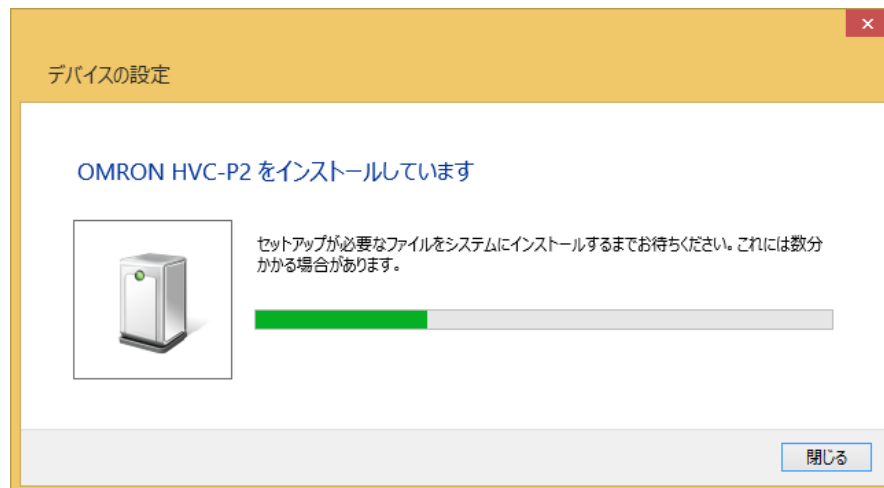 デバイスの設定
OMRON HVC-P2 をインストールしています
セットアップが必要なファイルをシステムにインストールするまでお待ちください。これには数分
かかる場合があります。
閉じる